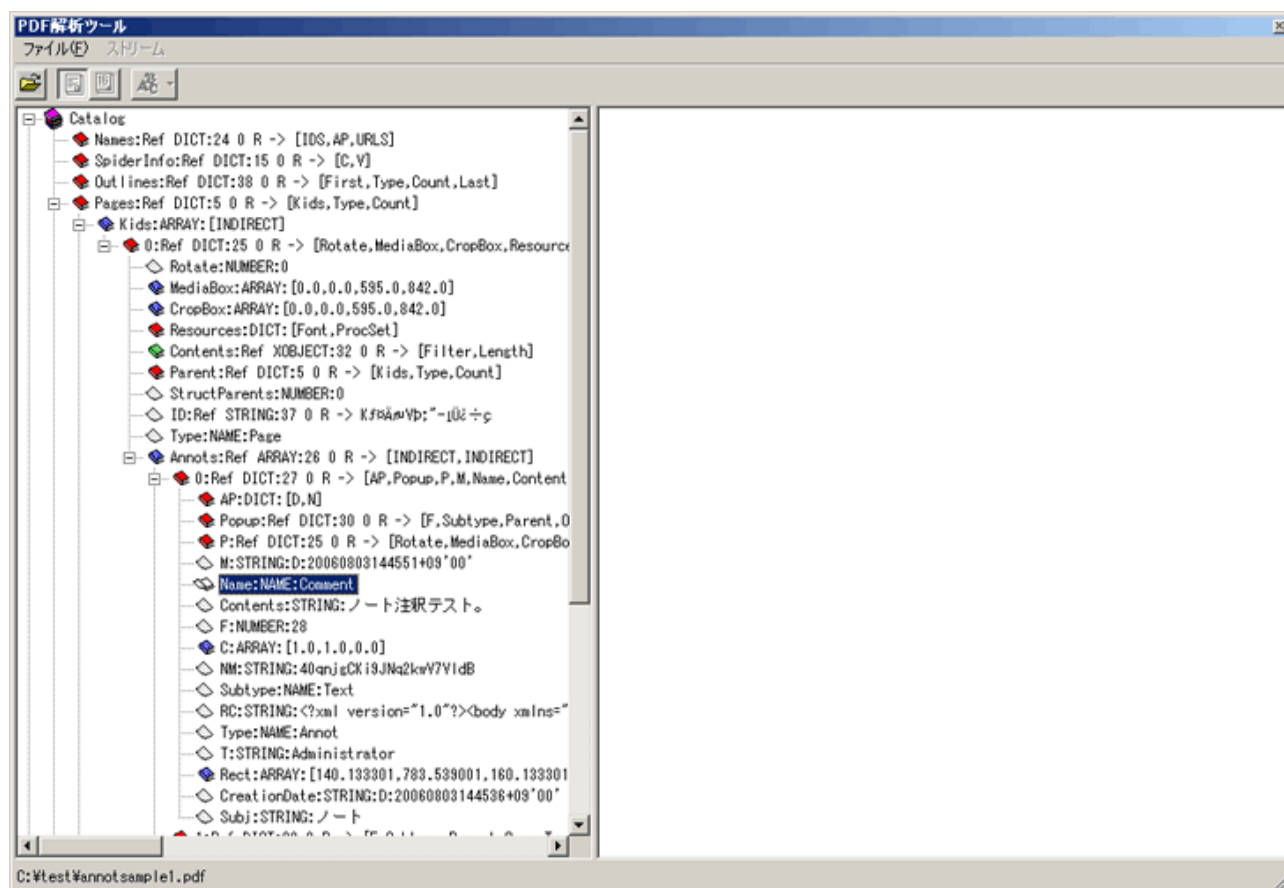 PDF解析ツール
ファイル(F) ストリーム
Catalog
Names:Ref DICT:24 0 R -> [IDS,AP,URLS]
SpiderInfo:Ref DICT:15 0 R -> [C,V]
Outlines:Ref DICT:38 0 R -> [First,Type,Count,Last]
Pages:Ref DICT:5 0 R -> [Kids,Type,Count]
Kids:ARRAY:[INDIRECT]
0:Ref DICT:25 0 R -> [Rotate,MediaBox,CropBox,Resource
Rotate:NUMBER:0
MediaBox:ARRAY:[0.0,0.0,595.0,842.0]
CropBox:ARRAY:[0.0,0.0,595.0,842.0]
Resources:DICT:[Font,ProcSet]
Contents:Ref XOBJECT:32 0 R -> [Filter,Length]
Parent:Ref DICT:5 0 R -> [Kids,Type,Count]
StructParents:NUMBER:0
ID:Ref STRING:37 0 R ->
Type:NAME:Page
Annots:Ref ARRAY:26 0 R -> [INDIRECT,INDIRECT]
0:Ref DICT:27 0 R -> [AP,Popup,P,M,Name,Content
AP:DICT:[D,N]
Popup:Ref DICT:30 0 R -> [F,Subtype,Parent,O
P:Ref DICT:25 0 R -> [Rotate,MediaBox,CropBo
M:STRING:D:20060803144551+09'00'
Name:NAME:Comment
Contents:STRING:ノート注釈テスト。
F:NUMBER:28
C:ARRAY:[1.0,1.0,0.0]
NM:STRING:40qnjgCKi9JNq2kwV7VIdB
Subtype:NAME:Text
RC:STRING:<?xml version="1.0"?><body xmlns="
Type:NAME:Annot
T:STRING:Administrator
Rect:ARRAY:[140.133301,783.539001,160.133301
CreationDate:STRING:D:20060803144536+09'00'
Subj:STRING:ノート
C:¥test¥annotsample1.pdf